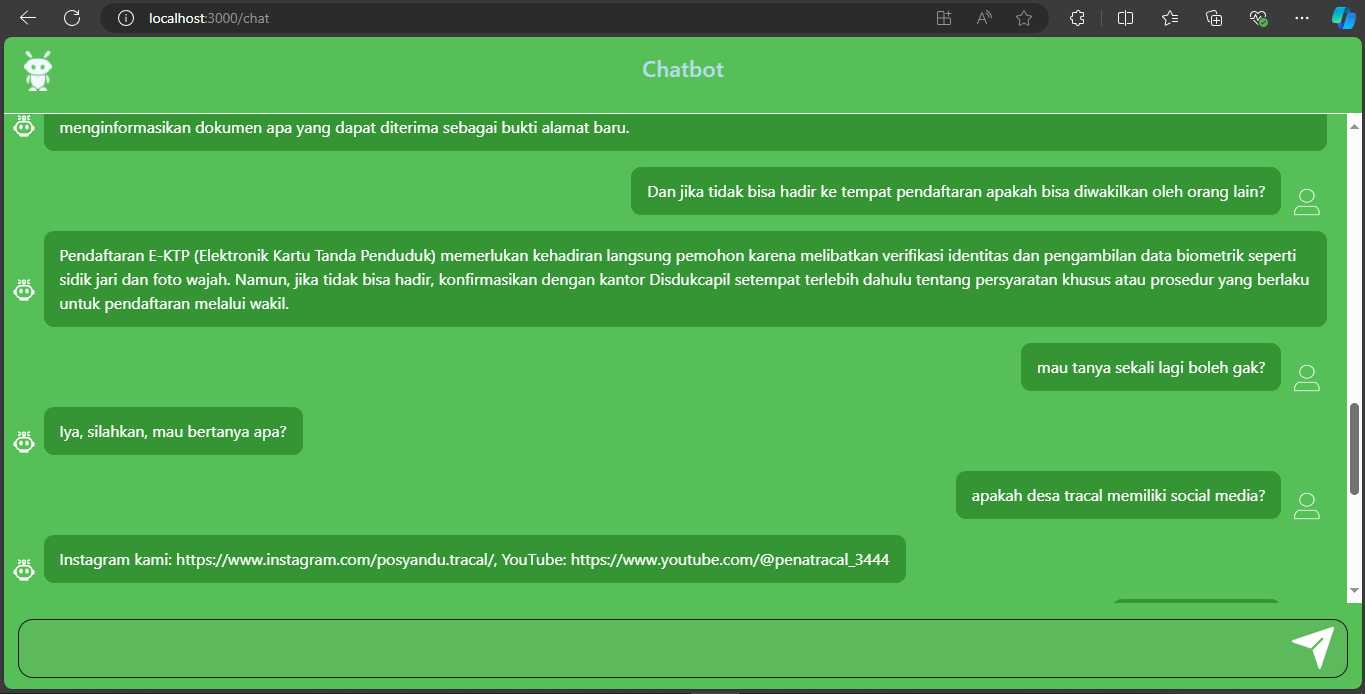 localhost:3000/chat
Chatbot
menginformasikan dokumen apa yang dapat diterima sebagai bukti alamat baru.
Dan jika tidak bisa hadir ke tempat pendaftaran apakah bisa diwakilkan oleh orang lain?
Pendaftaran E-KTP (Elektronik Kartu Tanda Penduduk) memerlukan kehadiran langsung pemohon karena melibatkan verifikasi identitas dan pengambilan data biometrik seperti
sidik jari dan foto wajah. Namun, jika tidak bisa hadir, konfirmasikan dengan kantor Disdukcapil setempat terlebih dahulu tentang persyaratan khusus atau prosedur yang berlaku
untuk pendaftaran melalui wakil.
mau tanya sekali lagi boleh gak?
Iya, silahkan, mau bertanya apa?
apakah desa tracal memiliki social media?
Instagram kami: https://www.instagram.com/posyandu.tracal/, YouTube: https://www.youtube.com/@penatracal_3444